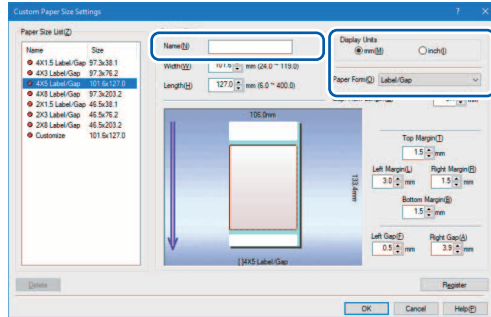 Custom Paper Size Settings
Paper Size List(Z)
Name Size
4X1.5 Label/Gap 97.3x38.1
4X3 Label/Gap 97.3x76.2
4X5 Label/Gap 101.6x127.0
4X8 Label/Gap 97.3x203.2
2X1.5 Label/Gap 46.5x38.1
2X3 Label/Gap 46.5x76.2
2X8 Label/Gap 46.5x203.2
Customize 101.6x127.0
Delete
Name(N)
Width(W) 101.6 mm (24.0 ~ 119.0)
Length(H) 127.0 mm (6.0 ~ 400.0)
Display Units
mm(M) inch(I)
Paper Form(O) Label/Gap
105.0mm
133.4mm
[]4X5 Label/Gap
Top Margin(T)
1.5 mm
Left Margin(L) Right Margin(R)
3.0 mm 1.5 mm
Bottom Margin(B)
1.5 mm
Left Gap(F) Right Gap(A)
0.5 mm 3.9 mm
Register
OK Cancel Help(E)